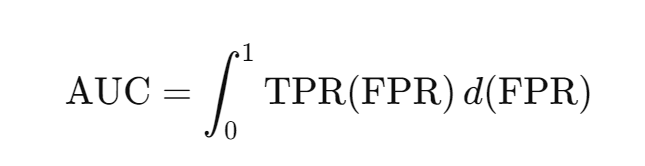 AUC = ∫₀¹ TPR(FPR) d(FPR)